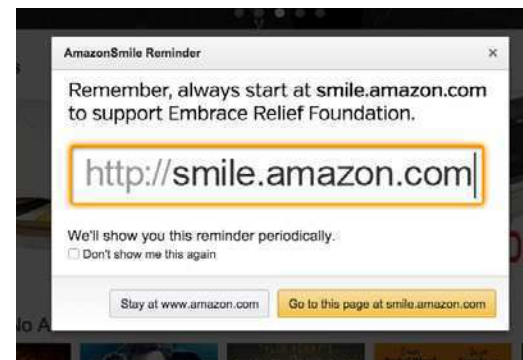 AmazonSmile Reminder ×
Remember, always start at smile.amazon.com
to support Embrace Relief Foundation.
http://smile.amazon.com
We'll show you this reminder periodically.
Don't show me this again
Stay at www.amazon.com Go to this page at smile.amazon.com
No A